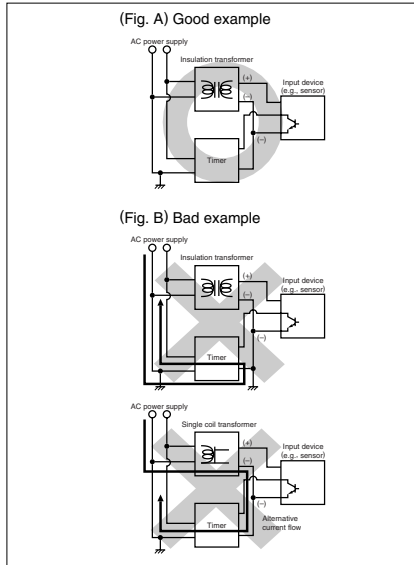 (Fig. A) Good example
AC power supply
Insulation transformer
(+)
(−)
Input device
(e.g., sensor)
Timer
(−)
(Fig. B) Bad example
AC power supply
Insulation transformer
(+)
(−)
Input device
(e.g., sensor)
Timer
(−)
AC power supply
Single coil transformer
(+)
(−)
Input device
(e.g., sensor)
(−)
Timer
Alternative
current flow